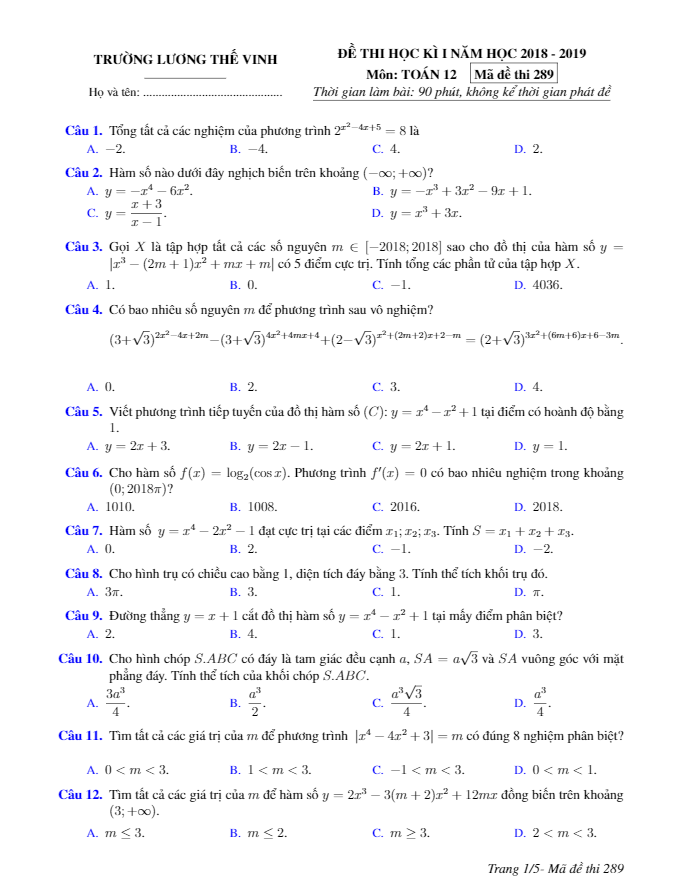 TRƯỜNG LƯƠNG THẾ VINH
Họ và tên: .............................................
ĐỀ THI HỌC KÌ I NĂM HỌC 2018 - 2019
Môn: TOÁN 12 Mã đề thi 289
Thời gian làm bài: 90 phút, không kể thời gian phát đề
Câu 1. Tổng tất cả các nghiệm của phương trình 2^{x^2−4x+5} = 8 là
A. −2. B. −4. C. 4. D. 2.
Câu 2. Hàm số nào dưới đây nghịch biến trên khoảng (−∞; +∞)?
A. y = −x^4 − 6x^2. B. y = −x^3 + 3x^2 − 9x + 1.
C. y = \frac{x + 3}{x − 1}. D. y = x^3 + 3x.
Câu 3. Gọi X là tập hợp tất cả các số nguyên m ∈ [−2018; 2018] sao cho đồ thị của hàm số y =
|x^3 − (2m + 1)x^2 + mx + m| có 5 điểm cực trị. Tính tổng các phần tử của tập hợp X.
A. 1. B. 0. C. −1. D. 4036.
Câu 4. Có bao nhiêu số nguyên m để phương trình sau vô nghiệm?
(3+√3)^{2x^2−4x+2m}−(3+√3)^{4x^2+4mx+4}+(2−√3)^{x^2+(2m+2)x+2−m} = (2+√3)^{3x^2+(6m+6)x+6−3m}.
A. 0. B. 2. C. 3. D. 4.
Câu 5. Viết phương trình tiếp tuyến của đồ thị hàm số (C): y = x^4 − x^2 + 1 tại điểm có hoành độ bằng
1.
A. y = 2x + 3. B. y = 2x − 1. C. y = 2x + 1. D. y = 1.
Câu 6. Cho hàm số f(x) = log_2(cos x). Phương trình f′(x) = 0 có bao nhiêu nghiệm trong khoảng
(0; 2018π)?
A. 1010. B. 1008. C. 2016. D. 2018.
Câu 7. Hàm số y = x^4 − 2x^2 − 1 đạt cực trị tại các điểm x_1; x_2; x_3. Tính S = x_1 + x_2 + x_3.
A. 0. B. 2. C. −1. D. −2.
Câu 8. Cho hình trụ có chiều cao bằng 1, diện tích đáy bằng 3. Tính thể tích khối trụ đó.
A. 3π. B. 3. C. 1. D. π.
Câu 9. Đường thẳng y = x + 1 cắt đồ thị hàm số y = x^4 − x^2 + 1 tại mấy điểm phân biệt?
A. 2. B. 4. C. 1. D. 3.
Câu 10. Cho hình chóp S.ABC có đáy là tam giác đều cạnh a, SA = a√3 và SA vuông góc với mặt
phẳng đáy. Tính thể tích của khối chóp S.ABC.
A. \frac{3a^3}{4}. B. \frac{a^3}{2}. C. \frac{a^3√3}{4}. D. \frac{a^3}{4}.
Câu 11. Tìm tất cả các giá trị của m để phương trình |x^4 − 4x^2 + 3| = m có đúng 8 nghiệm phân biệt?
A. 0 < m < 3. B. 1 < m < 3. C. −1 < m < 3. D. 0 < m < 1.
Câu 12. Tìm tất cả các giá trị của m để hàm số y = 2x^3 − 3(m + 2)x^2 + 12mx đồng biến trên khoảng
(3; +∞).
A. m ≤ 3. B. m ≤ 2. C. m ≥ 3. D. 2 < m < 3.
Trang 1/5- Mã đề thi 289